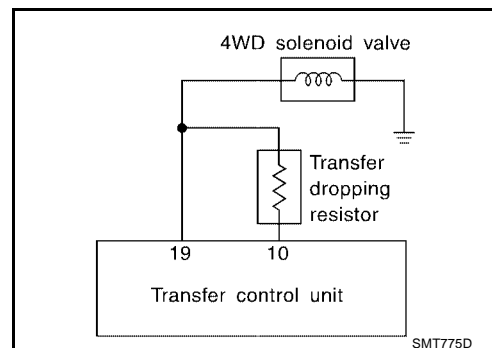 4WD solenoid valve
Transfer
dropping
resistor
19 10
Transfer control unit
SMT775D